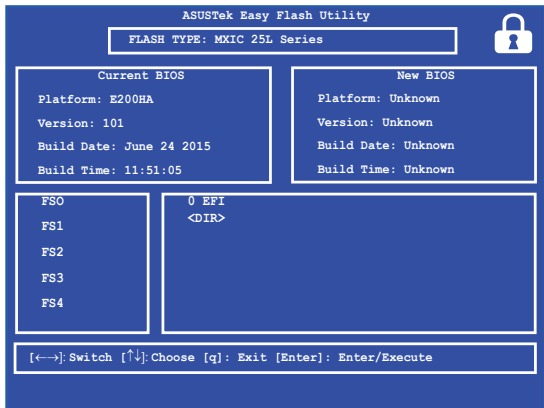 ASUSTek Easy Flash Utility
FLASH TYPE: MXIC 25L Series
Current BIOS
Platform: E200HA
Version: 101
Build Date: June 24 2015
Build Time: 11:51:05
New BIOS
Platform: Unknown
Version: Unknown
Build Date: Unknown
Build Time: Unknown
FSO
FS1
FS2
FS3
FS4
0 EFI
<DIR>
[←→]: Switch [↑↓]: Choose [q]: Exit [Enter]: Enter/Execute